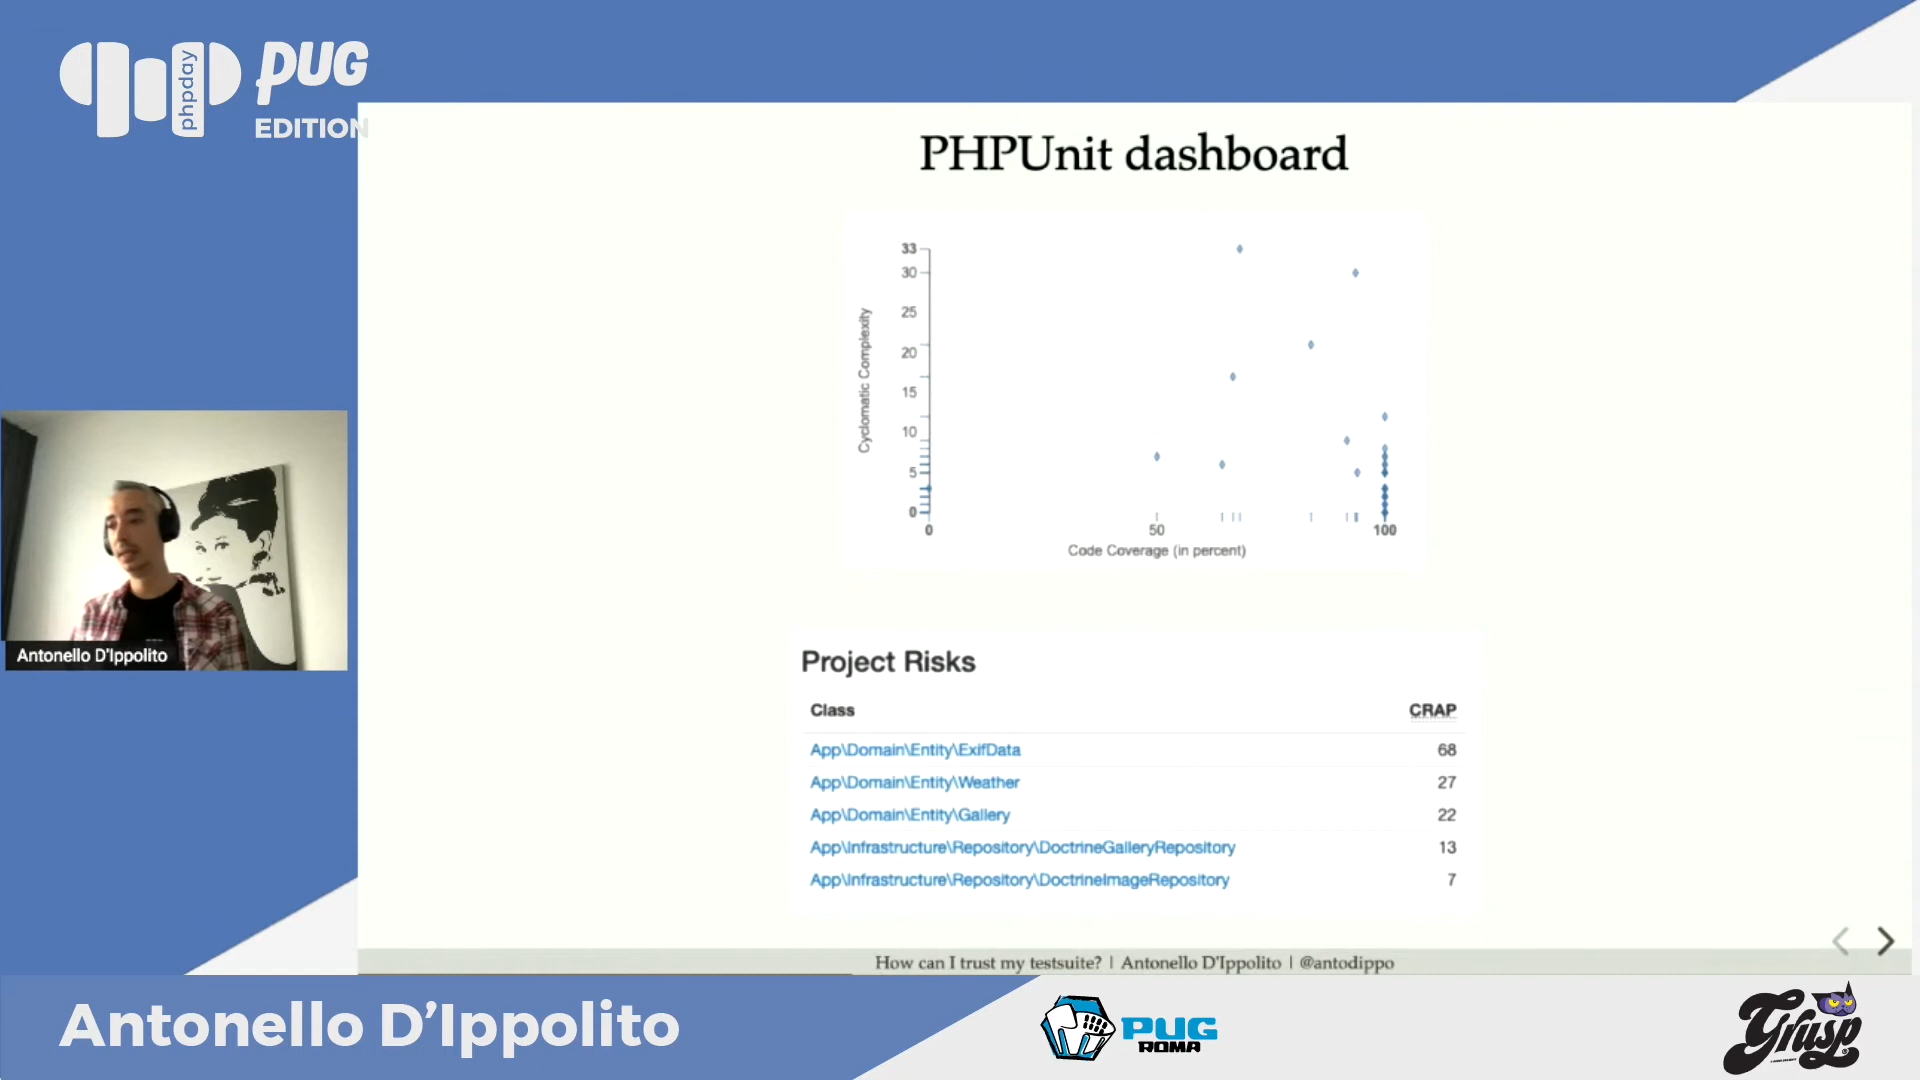 phpday
PUG
EDITION
PHPUnit dashboard
33
30
25
20
15
10
5
0
Cyclomatic Complexity
0
50
100
Code Coverage (in percent)
Project Risks
Class CRAP
App\Domain\Entity\ExifData 68
App\Domain\Entity\Weather 27
App\Domain\Entity\Gallery 22
App\Infrastructure\Repository\DoctrineGalleryRepository 13
App\Infrastructure\Repository\DoctrineImageRepository 7
How can I trust my testsuite? | Antonello D'Ippolito | @antodippo
Antonello D'Ippolito
Antonello D’Ippolito
PUG
ROMA
Grusp